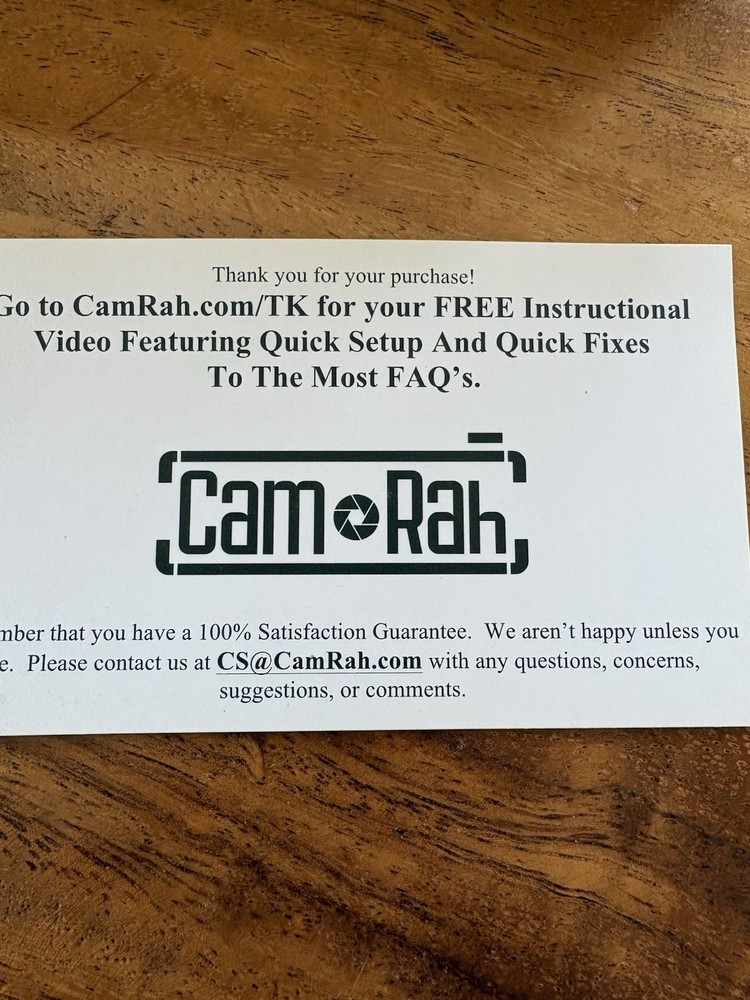 Thank you for your purchase!
Go to CamRah.com/TK for your FREE Instructional
Video Featuring Quick Setup And Quick Fixes
To The Most FAQ’s.
Cam Rah
mber that you have a 100% Satisfaction Guarantee. We aren’t happy unless you
e. Please contact us at CS@CamRah.com with any questions, concerns,
suggestions, or comments.